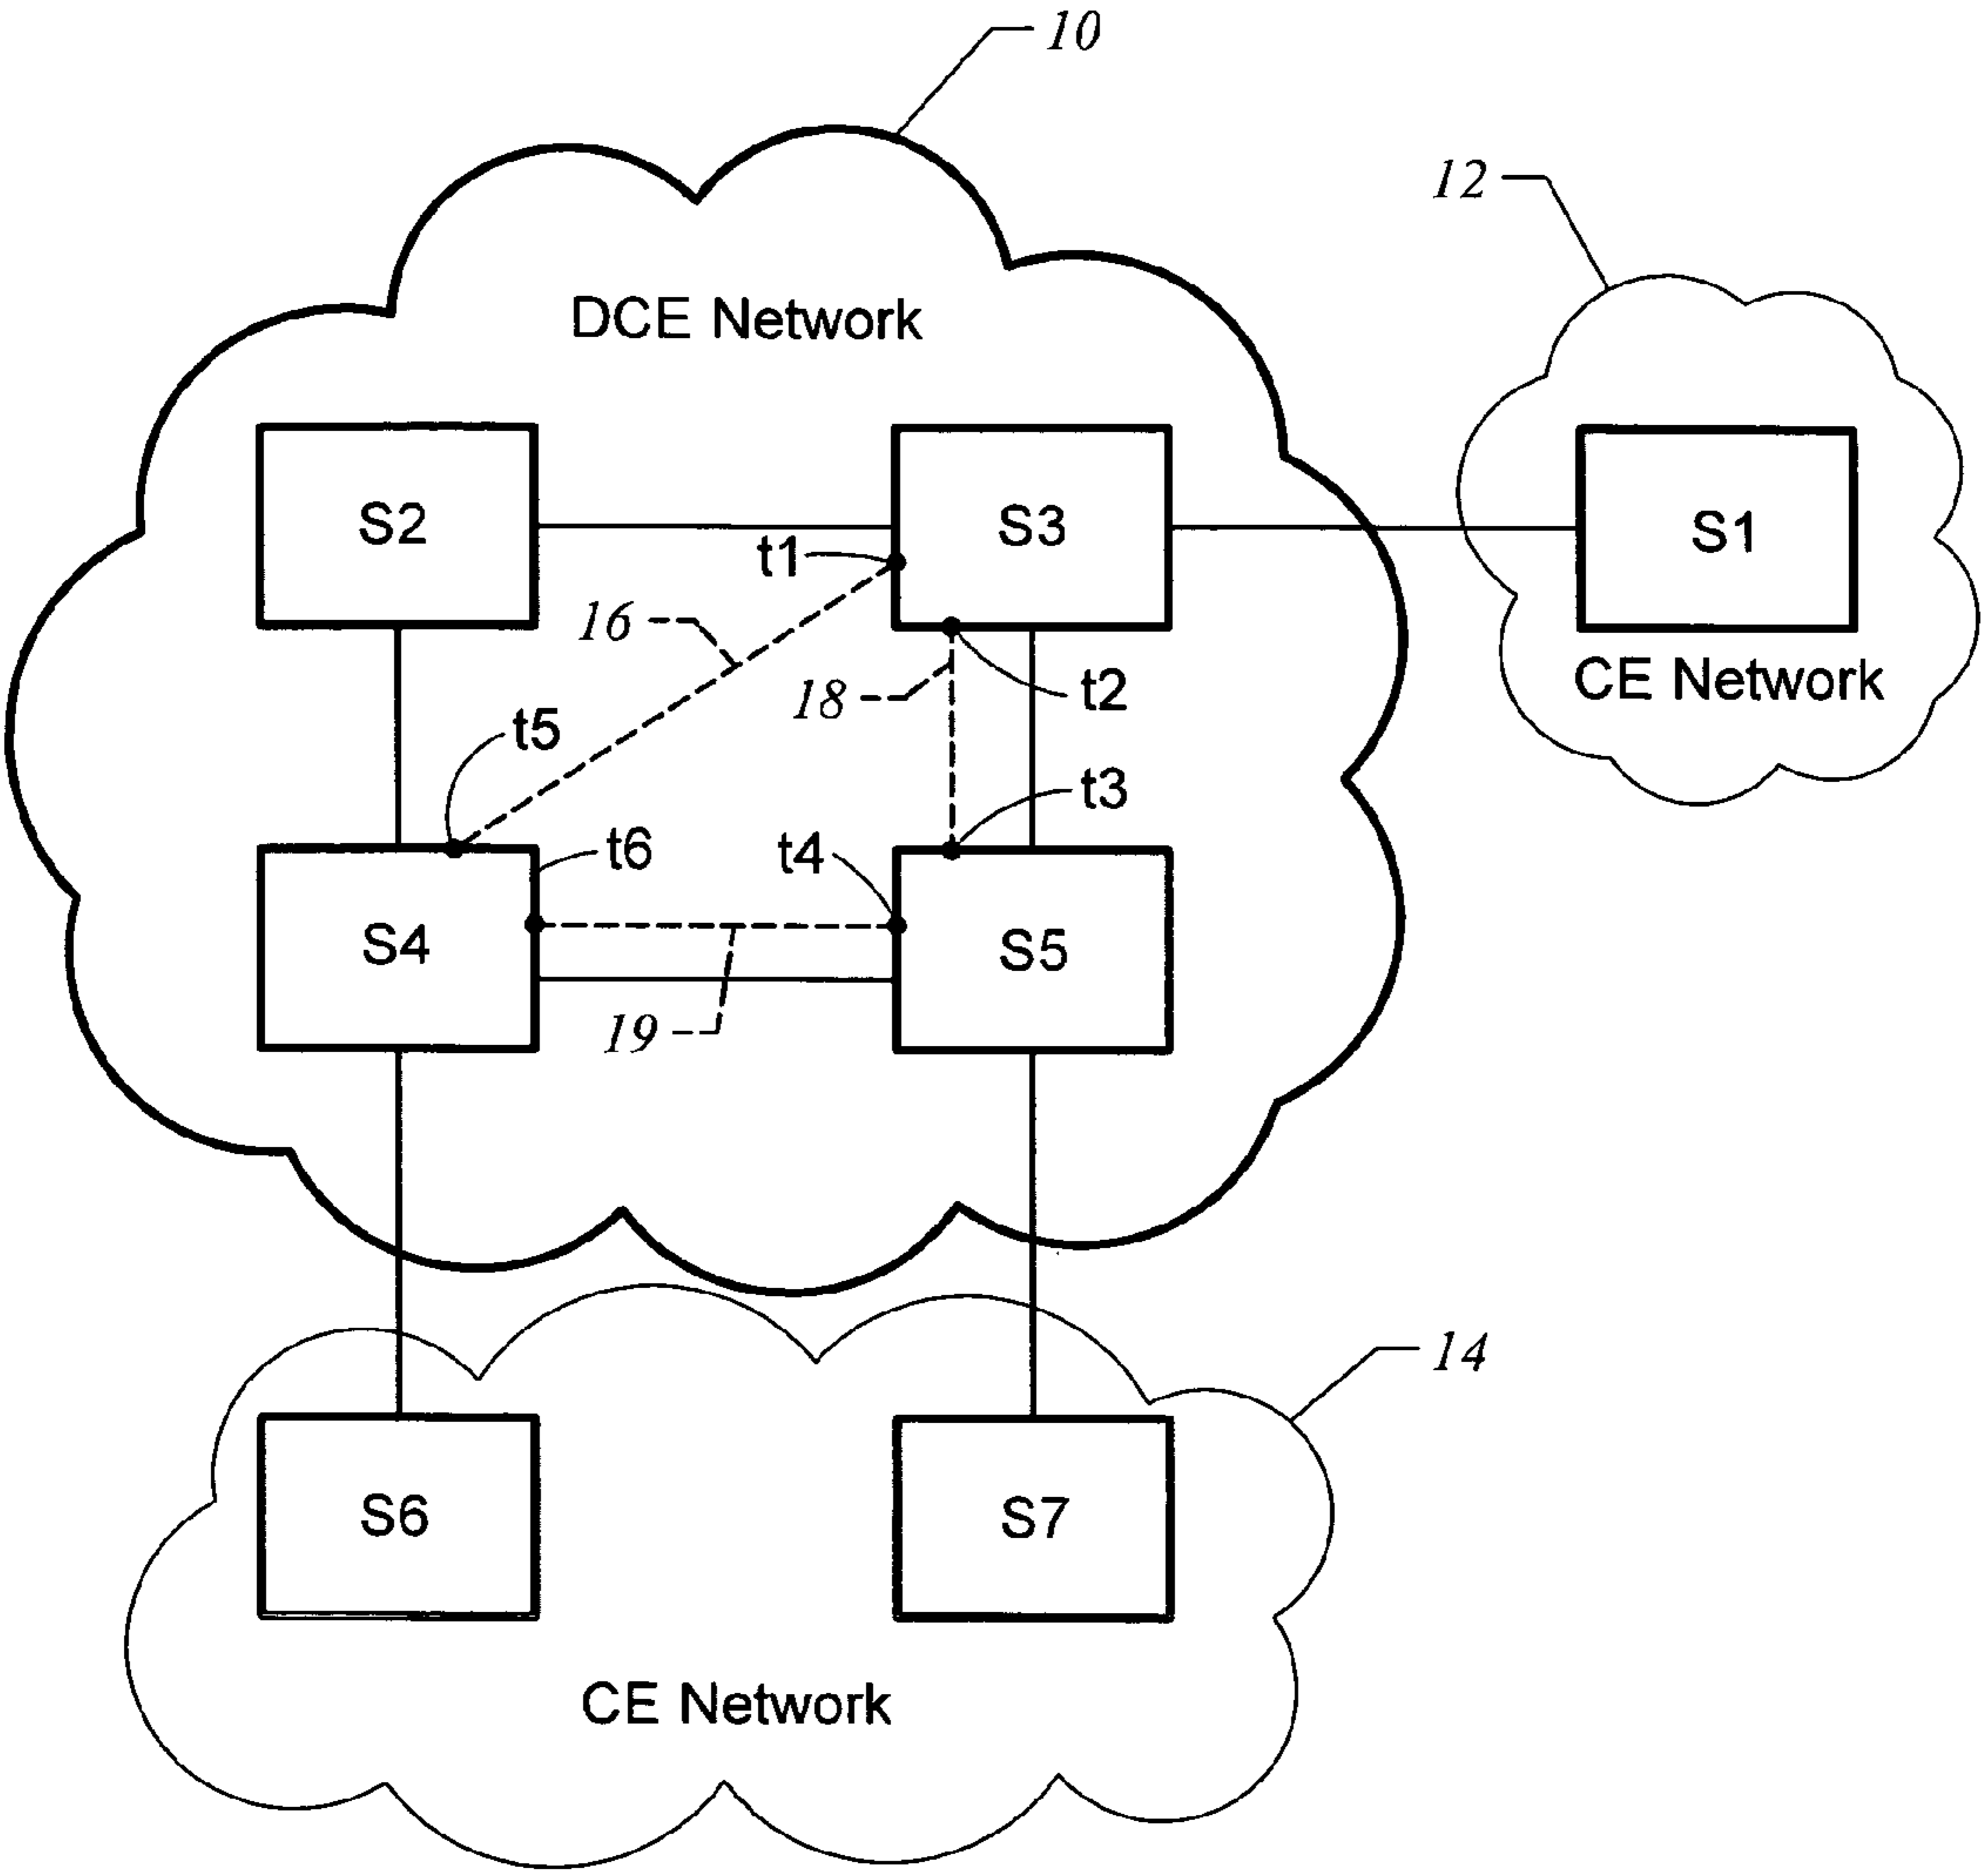 10
12
DCE Network
S2
S3
S1
t1
16
CE Network
18
t2
t5
t3
t6
t4
S4
S5
19
14
S6
S7
CE Network